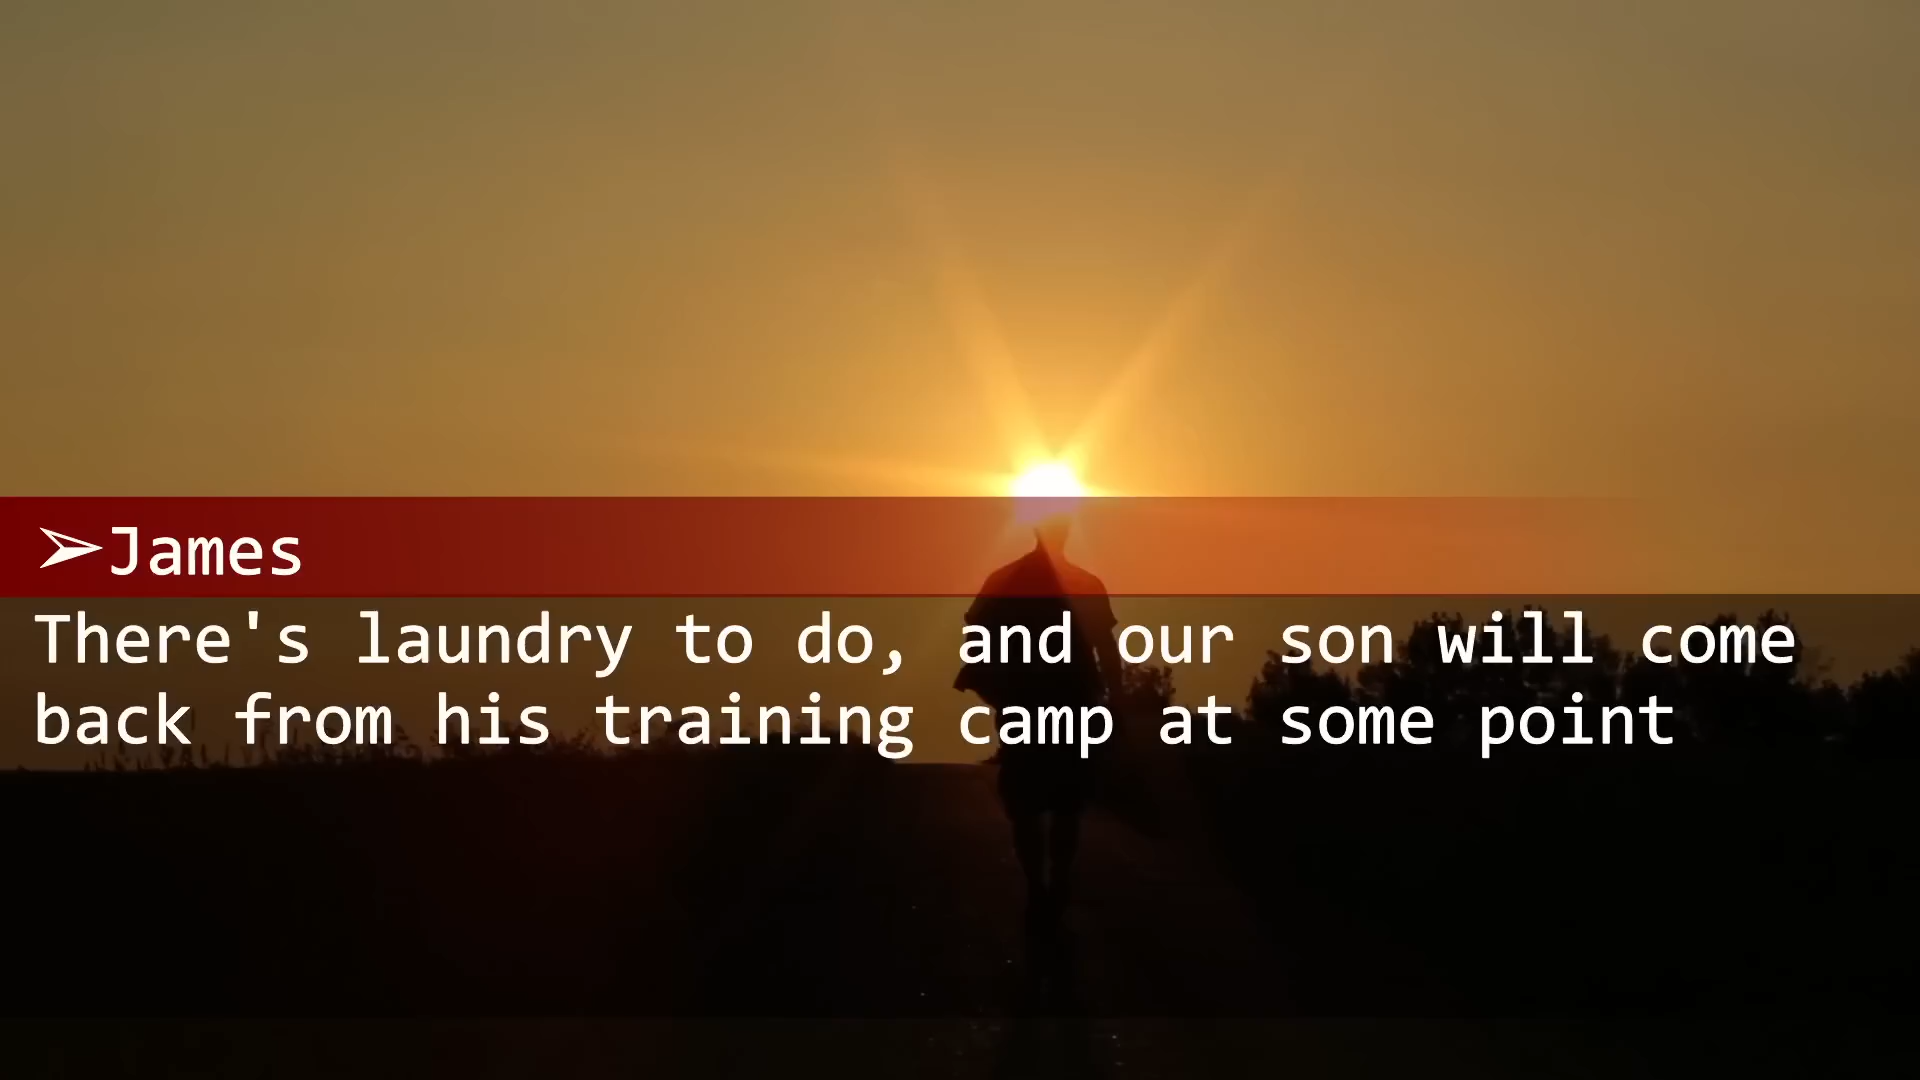 ➢James
There's laundry to do, and our son will come
back from his training camp at some point